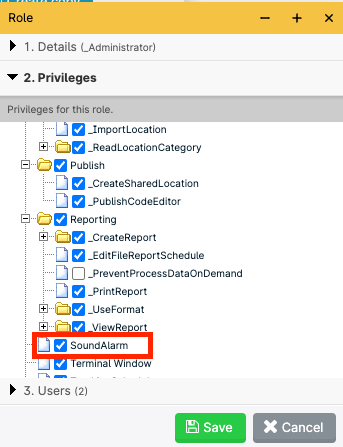 Role
1. Details (_Administrator)
2. Privileges
Privileges for this role.
_ImportLocation
_ReadLocationCategory
Publish
_CreateSharedLocation
_PublishCodeEditor
Reporting
_CreateReport
_EditFileReportSchedule
_PreventProcessDataOnDemand
_PrintReport
_UseFormat
_ViewReport
SoundAlarm
Terminal Window
3. Users (2)
Save
Cancel